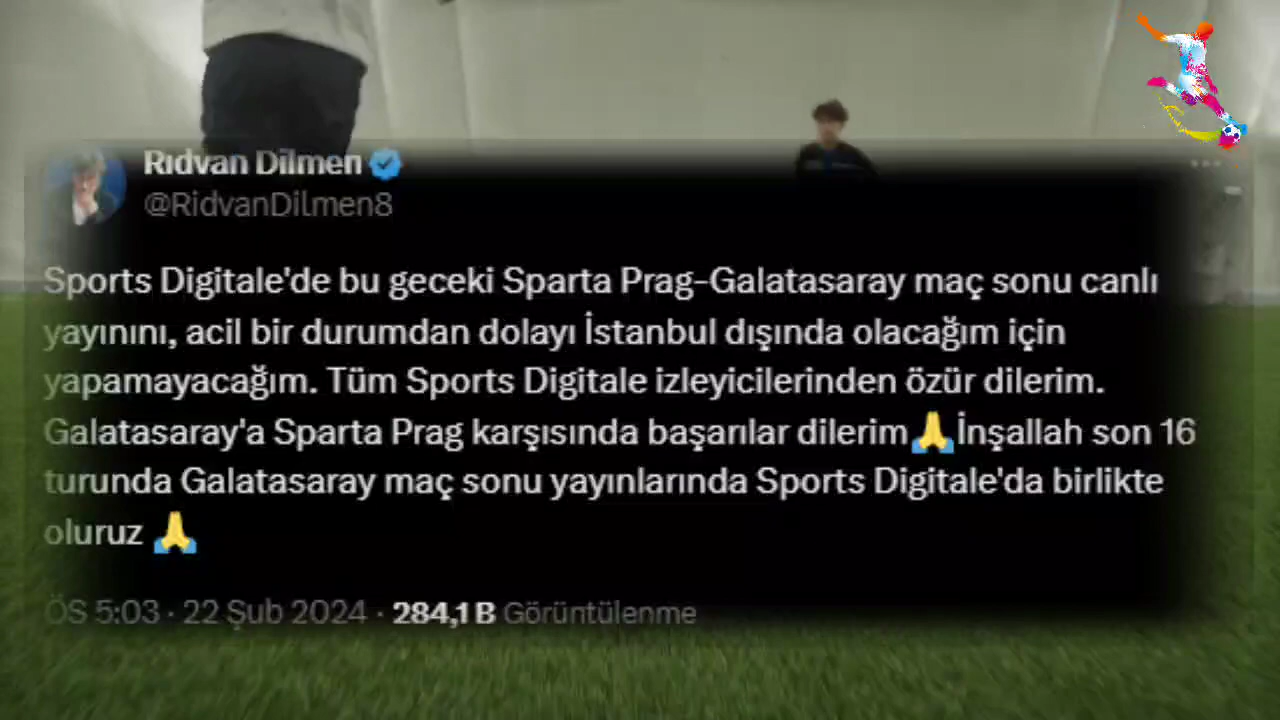 Rıdvan Dilmen
@RidvanDilmen8
Sports Digitale'de bu geceki Sparta Prag-Galatasaray maç sonu canlı
yayınını, acil bir durumdan dolayı İstanbul dışında olacağım için
yapamayacağım. Tüm Sports Digitale izleyicilerinden özür dilerim.
Galatasaray'a Sparta Prag karşısında başarılar dilerim🙏İnşallah son 16
turunda Galatasaray maç sonu yayınlarında Sports Digitale'da birlikte
oluruz 🙏
ÖS 5:03 · 22 Şub 2024 · 284,1 B Görüntülenme